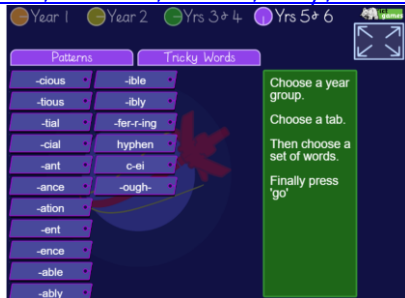 Year 1
Year 2
Yrs 3 & 4
Yrs 5 & 6
games
Patterns
Tricky Words
-cious
-tious
-tial
-cial
-ant
-ance
-ation
-ent
-ence
-able
-ably
-ible
-ibly
-fer-r-ing
hyphen
c-ei
-ough-
Choose a year
group.
Choose a tab.
Then choose a
set of words.
Finally press
'go'